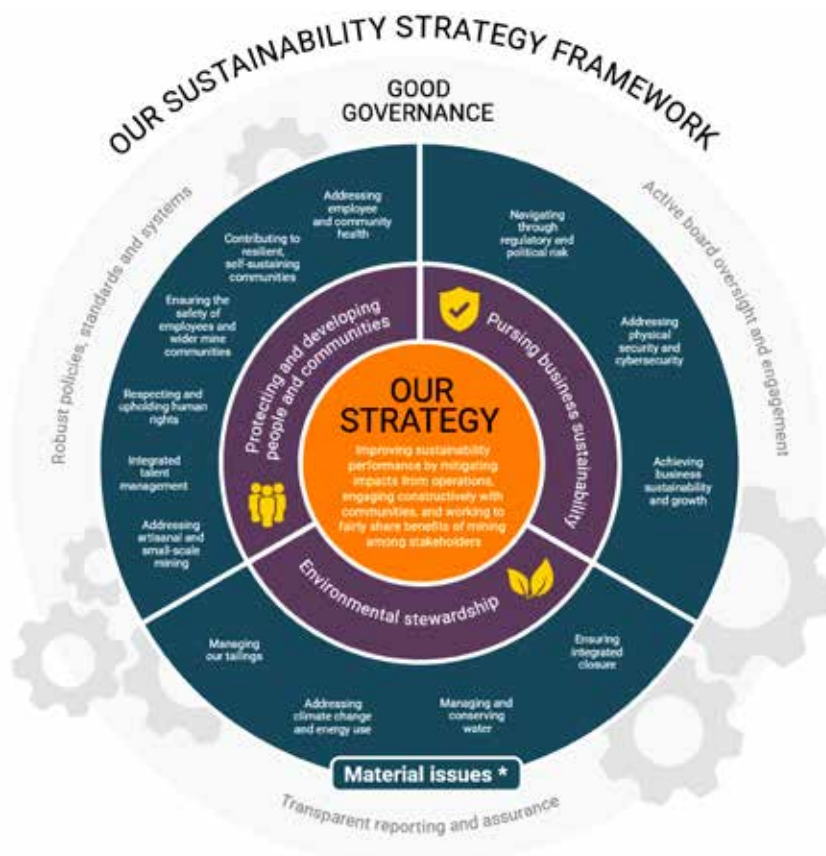 OUR SUSTAINABILITY STRATEGY FRAMEWORK
GOOD
GOVERNANCE
Robust policies, standards and systems
Active board oversight and engagement
Addressing
employee
and community
health
Contributing to
resilient,
self-sustaining
communities
Ensuring the
safety of
employees and
wider mine
communities
Respecting and
upholding human
rights
Integrated
talent
management
Addressing
artisanal and
small-scale
mining
Navigating
through
regulatory and
political risk
Addressing
physical
security and
cybersecurity
Achieving
business
sustainability
and growth
Protecting and developing
people and communities
Pursing business sustainability
Environmental stewardship
OUR
STRATEGY
Improving sustainability
performance by mitigating
impacts from operations,
engaging constructively with
communities, and working to
fairly share benefits of mining
among stakeholders
Managing
our tailings
Addressing
climate change
and energy use
Managing and
conserving
water
Ensuring
integrated
closure
Material issues *
Transparent reporting and assurance